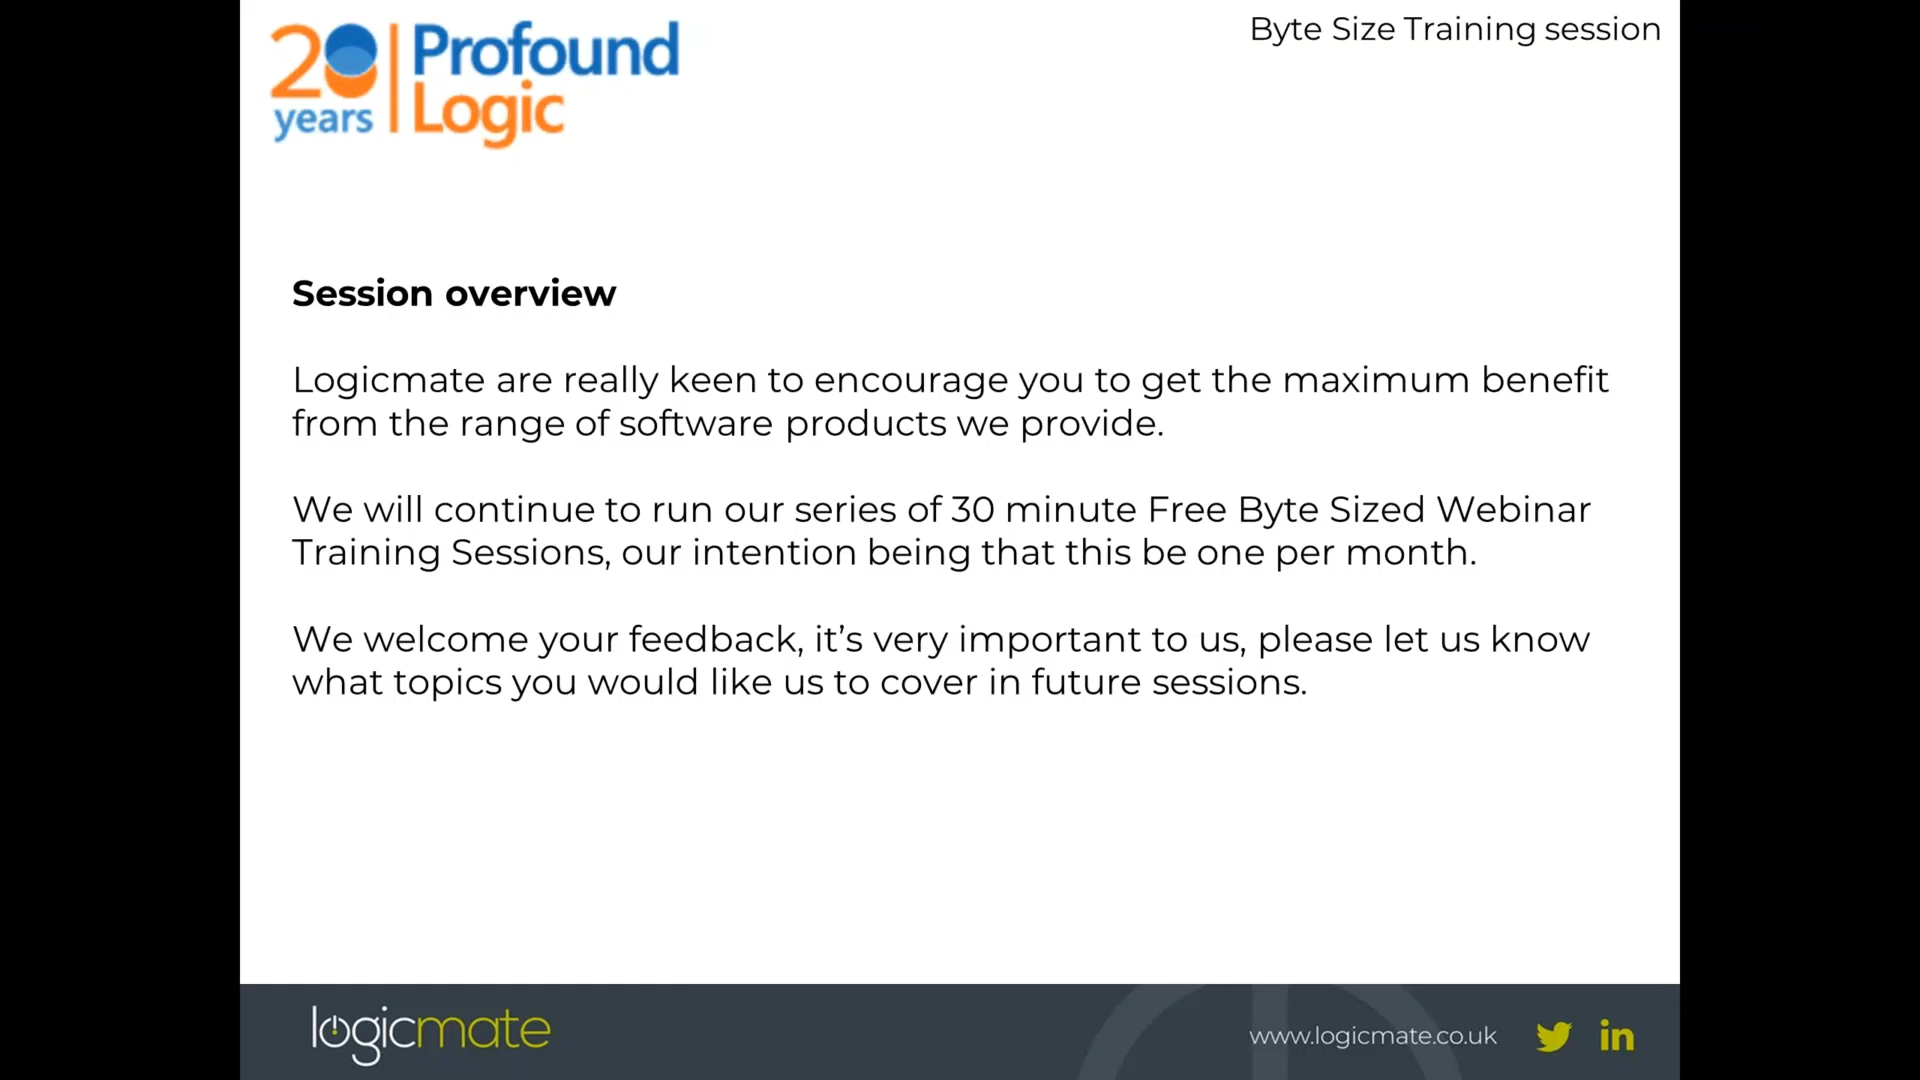 20 years
Profound
Logic
Byte Size Training session
Session overview
Logicmate are really keen to encourage you to get the maximum benefit
from the range of software products we provide.
We will continue to run our series of 30 minute Free Byte Sized Webinar
Training Sessions, our intention being that this be one per month.
We welcome your feedback, it’s very important to us, please let us know
what topics you would like us to cover in future sessions.
logicmate
www.logicmate.co.uk
in